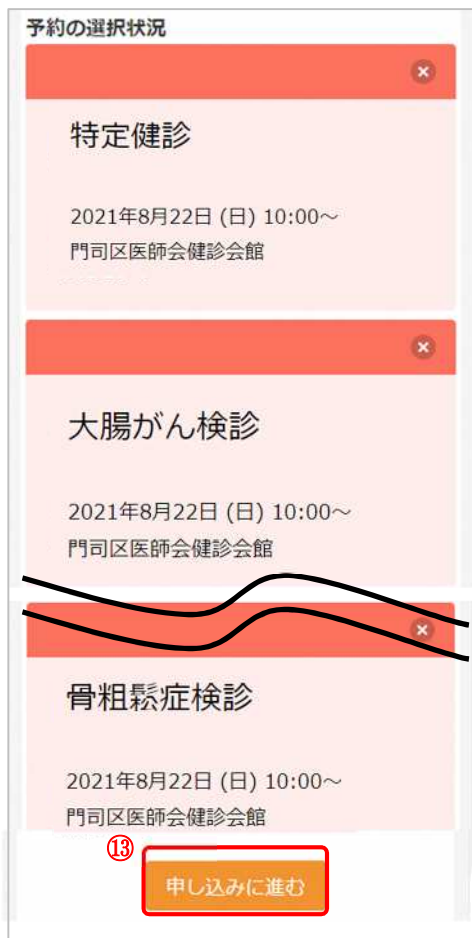 予約の選択状況
特定健診
2021年8月22日 (日) 10:00～
門司区医師会健診会館
大腸がん検診
2021年8月22日 (日) 10:00～
門司区医師会健診会館
骨粗鬆症検診
2021年8月22日 (日) 10:00～
門司区医師会健診会館
⑬
申し込みに進む